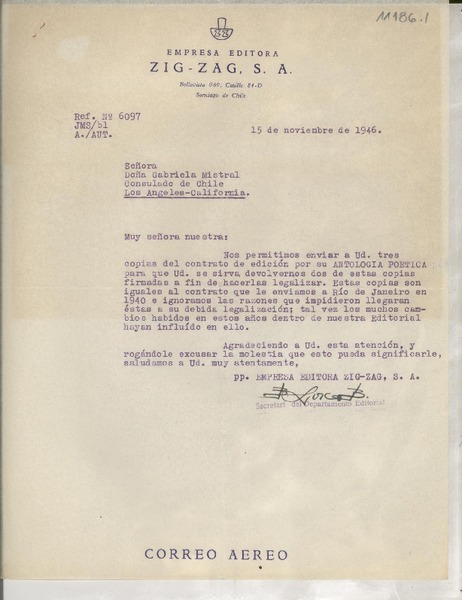 11186.1
EMPRESA EDITORA
ZIG-ZAG, S. A.
Bellavista 069, Casilla 84-D
Santiago de Chile
Ref. Nº 6097
JMS/bl
A./AUT.
15 de noviembre de 1946.
Señora
Doña Gabriela Mistral
Consulado de Chile
Los Angeles-California.
Muy señora nuestra:
Nos permitimos enviar a Ud. tres
copias del contrato de edición por su ANTOLOGIA POETICA
para que Ud. se sirva devolvernos dos de estas copias
firmadas a fin de hacerlas legalizar. Estas copias son
iguales al contrato que le enviamos a Río de Janeiro en
1940 e ignoramos las razones que impidieron llegaran
éstas a su debida legalización; tal vez los muchos cam-
bios habidos en estos años dentro de nuestra Editorial
hayan influído en ello.
Agradeciendo a Ud. esta atención, y
rogándole excusar la molestia que esto pueda significarle,
saludamos a Ud. muy atentamente,
pp. EMPRESA EDITORA ZIG-ZAG, S. A.
del Departamento Editorial
CORREO AEREO